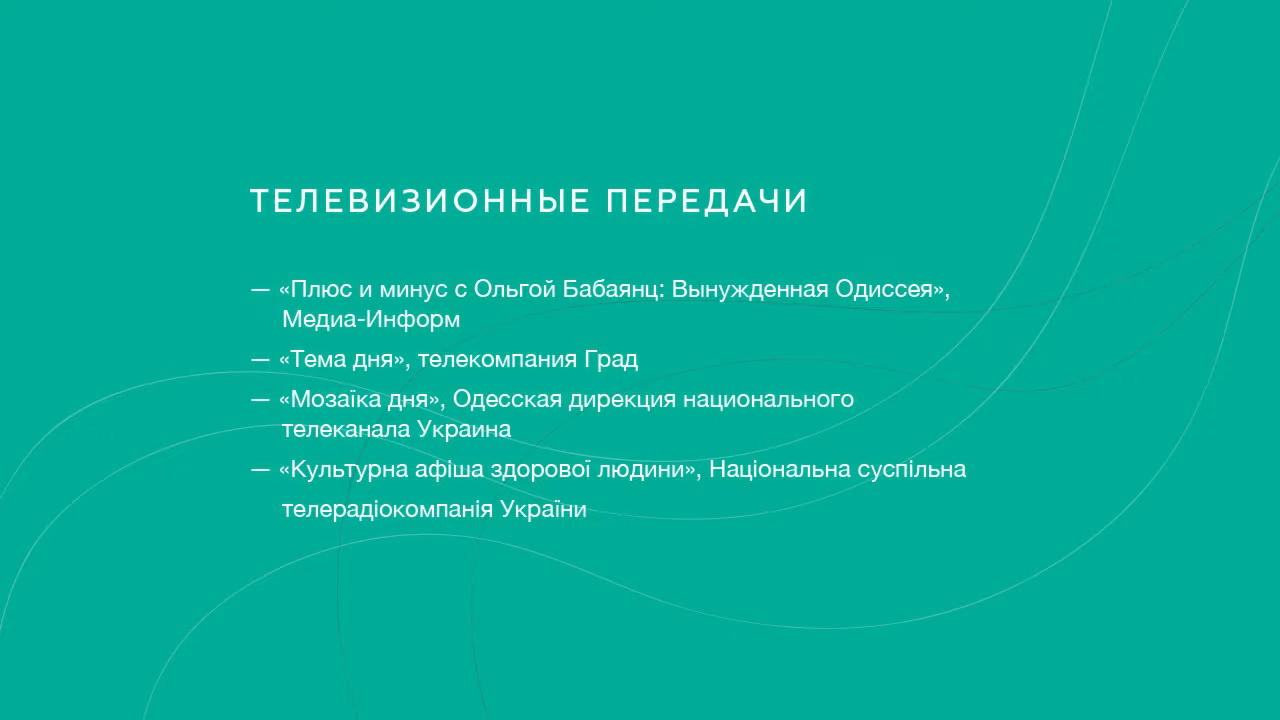 ТЕЛЕВИЗИОННЫЕ ПЕРЕДАЧИ
— «Плюс и минус с Ольгой Бабаянц: Вынужденная Одиссея»,
Медиа-Информ
— «Тема дня», телекомпания Град
— «Мозаїка дня», Одесская дирекция национального
телеканала Украина
— «Культурна афіша здорової людини», Національна суспільна
телерадіокомпанія України